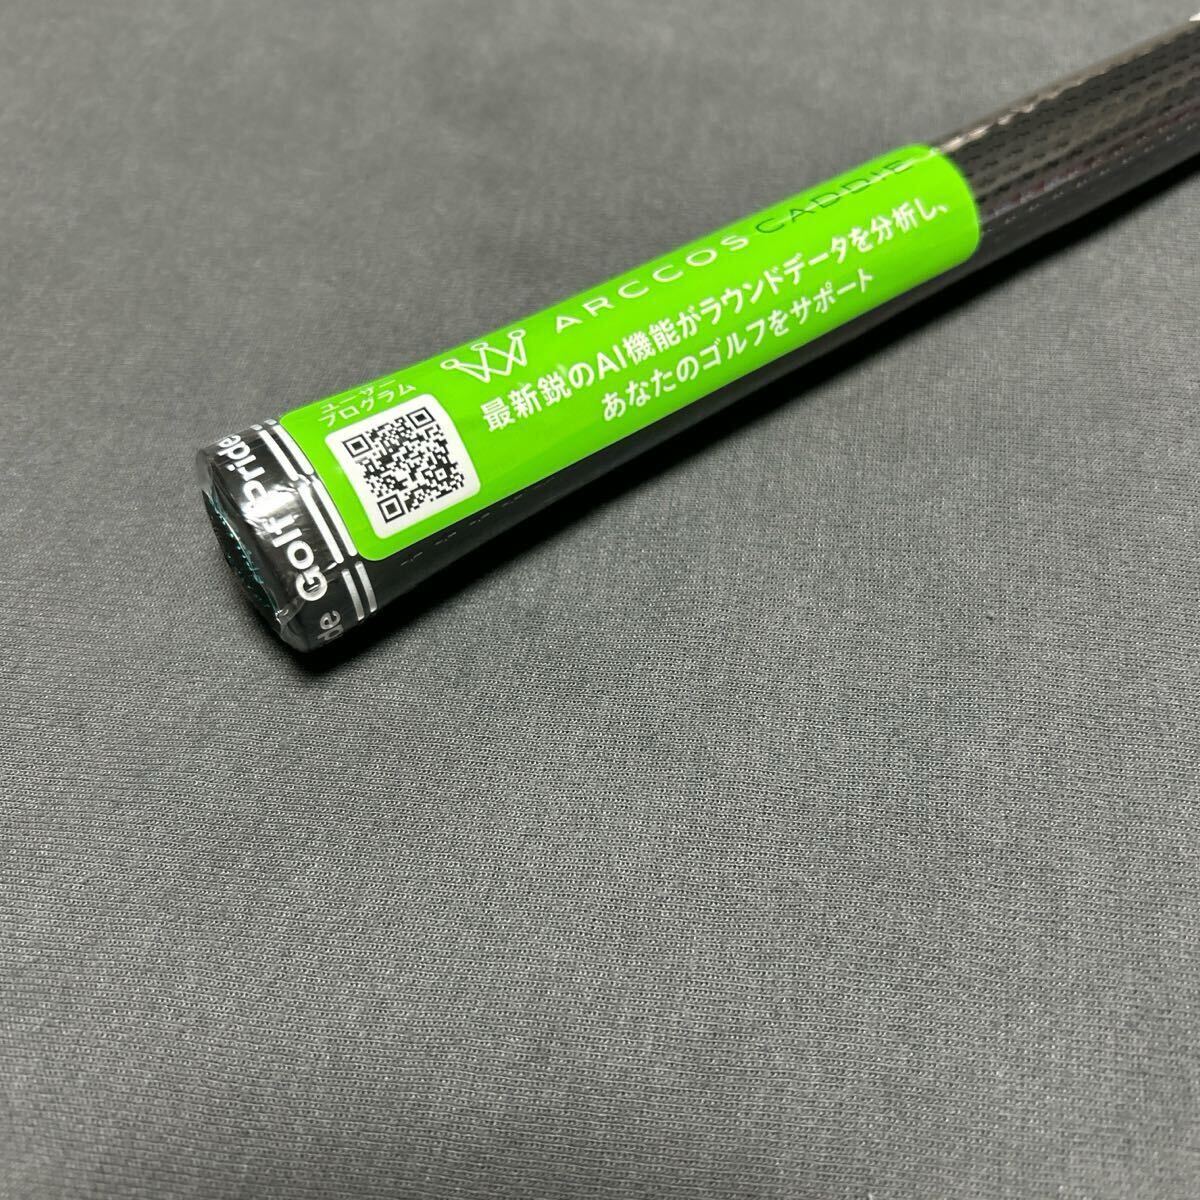 ARCCOS CADDIE
最新鋭のAI機能がラウンドデータを分析し、
あなたのゴルフをサポート
ユーザー
プログラム
Golf Pride
de